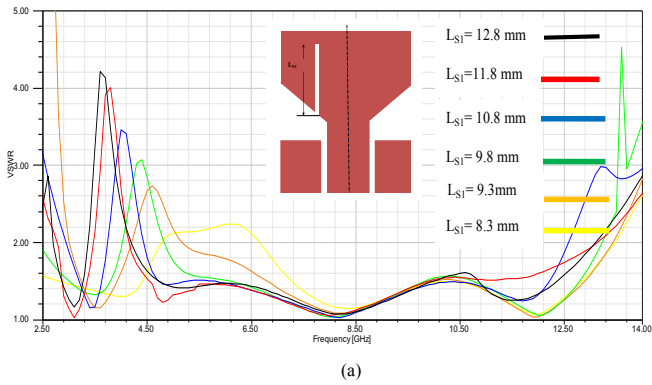 5.00
4.00
3.00
2.00
1.00
VSWR
2.50
4.50
6.50
8.50
10.50
12.50
14.00
Frequency[GHz]
LS1= 12.8 mm
LS1=11.8 mm
LS1= 10.8 mm
LS1= 9.8 mm
LS1= 9.3mm
LS1= 8.3 mm
(a)